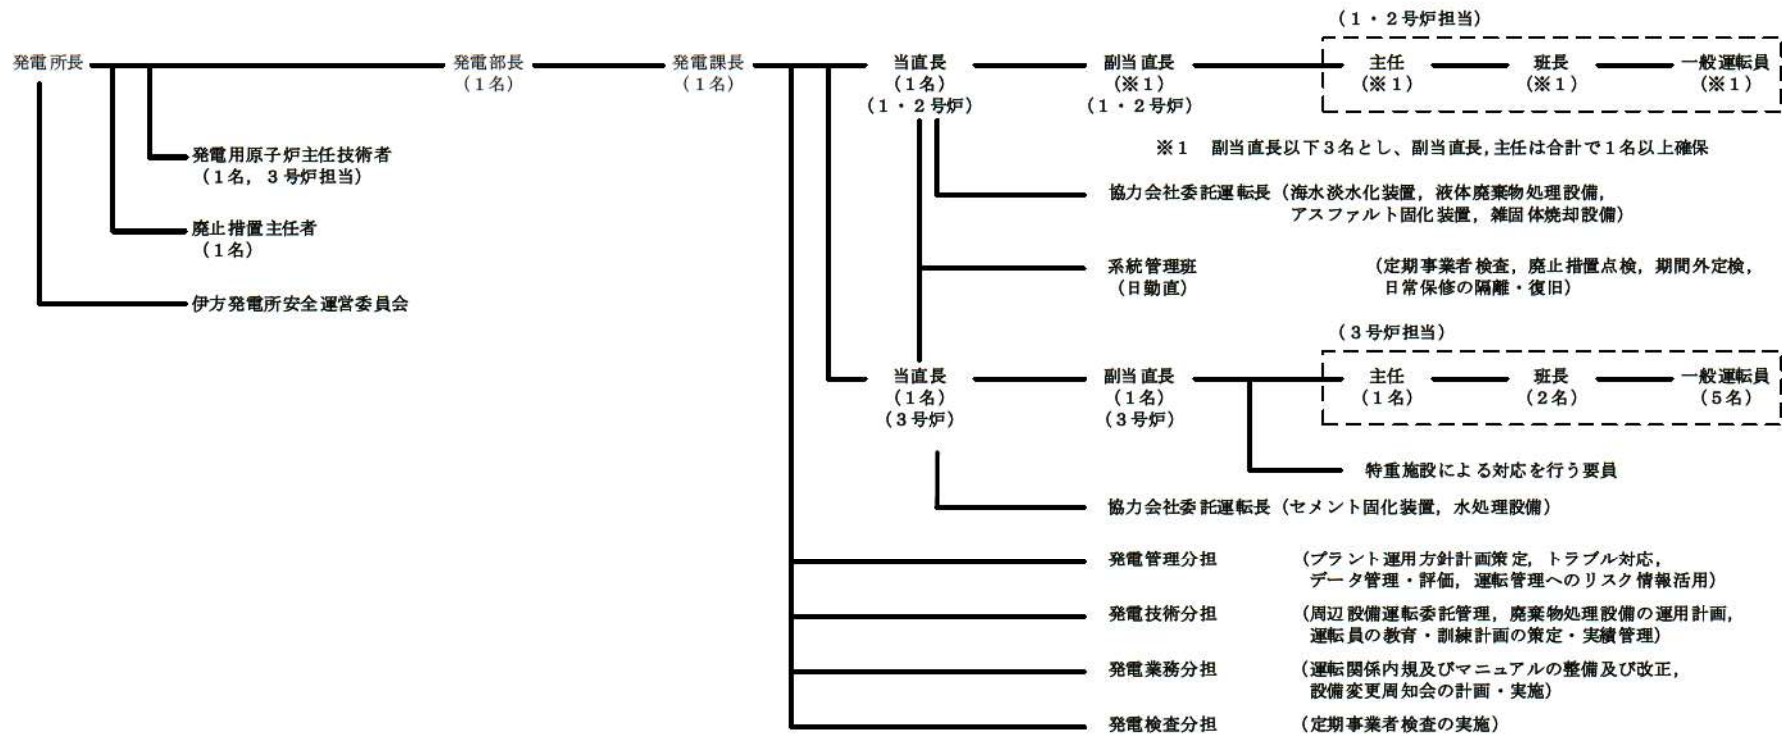 (1・2号炉担当)
発電所長 発電部長 発電課長 当直長 副当直長 主任 班長 一般運転員
(1名) (1名) (1名) (※1) (※1) (※1) (※1)
(1・2号炉) (1・2号炉)
※1 副当直長以下3名とし、副当直長,主任は合計で1名以上確保
発電用原子炉主任技術者
(1名,3号炉担当)
協力会社委託運転長(海水淡水化装置,液体廃棄物処理設備,
アスファルト固化装置,雑固体焼却設備)
廃止措置主任者
(1名)
系統管理班 (定期事業者検査,廃止措置点検,期間外定検,
(日勤直) 日常保修の隔離・復旧)
伊方発電所安全運営委員会
(3号炉担当)
当直長 副当直長 主任 班長 一般運転員
(1名) (1名) (1名) (2名) (5名)
(3号炉) (3号炉)
特重施設による対応を行う要員
協力会社委託運転長(セメント固化装置,水処理設備)
発電管理分担 (プラント運用方針計画策定,トラブル対応,
データ管理・評価,運転管理へのリスク情報活用)
発電技術分担 (周辺設備運転委託管理,廃棄物処理設備の運用計画,
運転員の教育・訓練計画の策定・実績管理)
発電業務分担 (運転関係内規及びマニュアルの整備及び改正,
設備変更周知会の計画・実施)
発電検査分担 (定期事業者検査の実施)